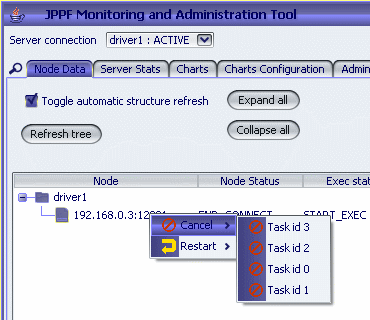 JPPF Monitoring and Administration Tool
Server connection driver1 : ACTIVE
Node Data Server Stats Charts Charts Configuration Admin
Toggle automatic structure refresh Expand all
Refresh tree Collapse all
Node Node Status Exec stat
driver1
192.168.0.3:12001 END_CONNECT START_EXEC
Cancel Task id 3
Restart Task id 2
Task id 0
Task id 1